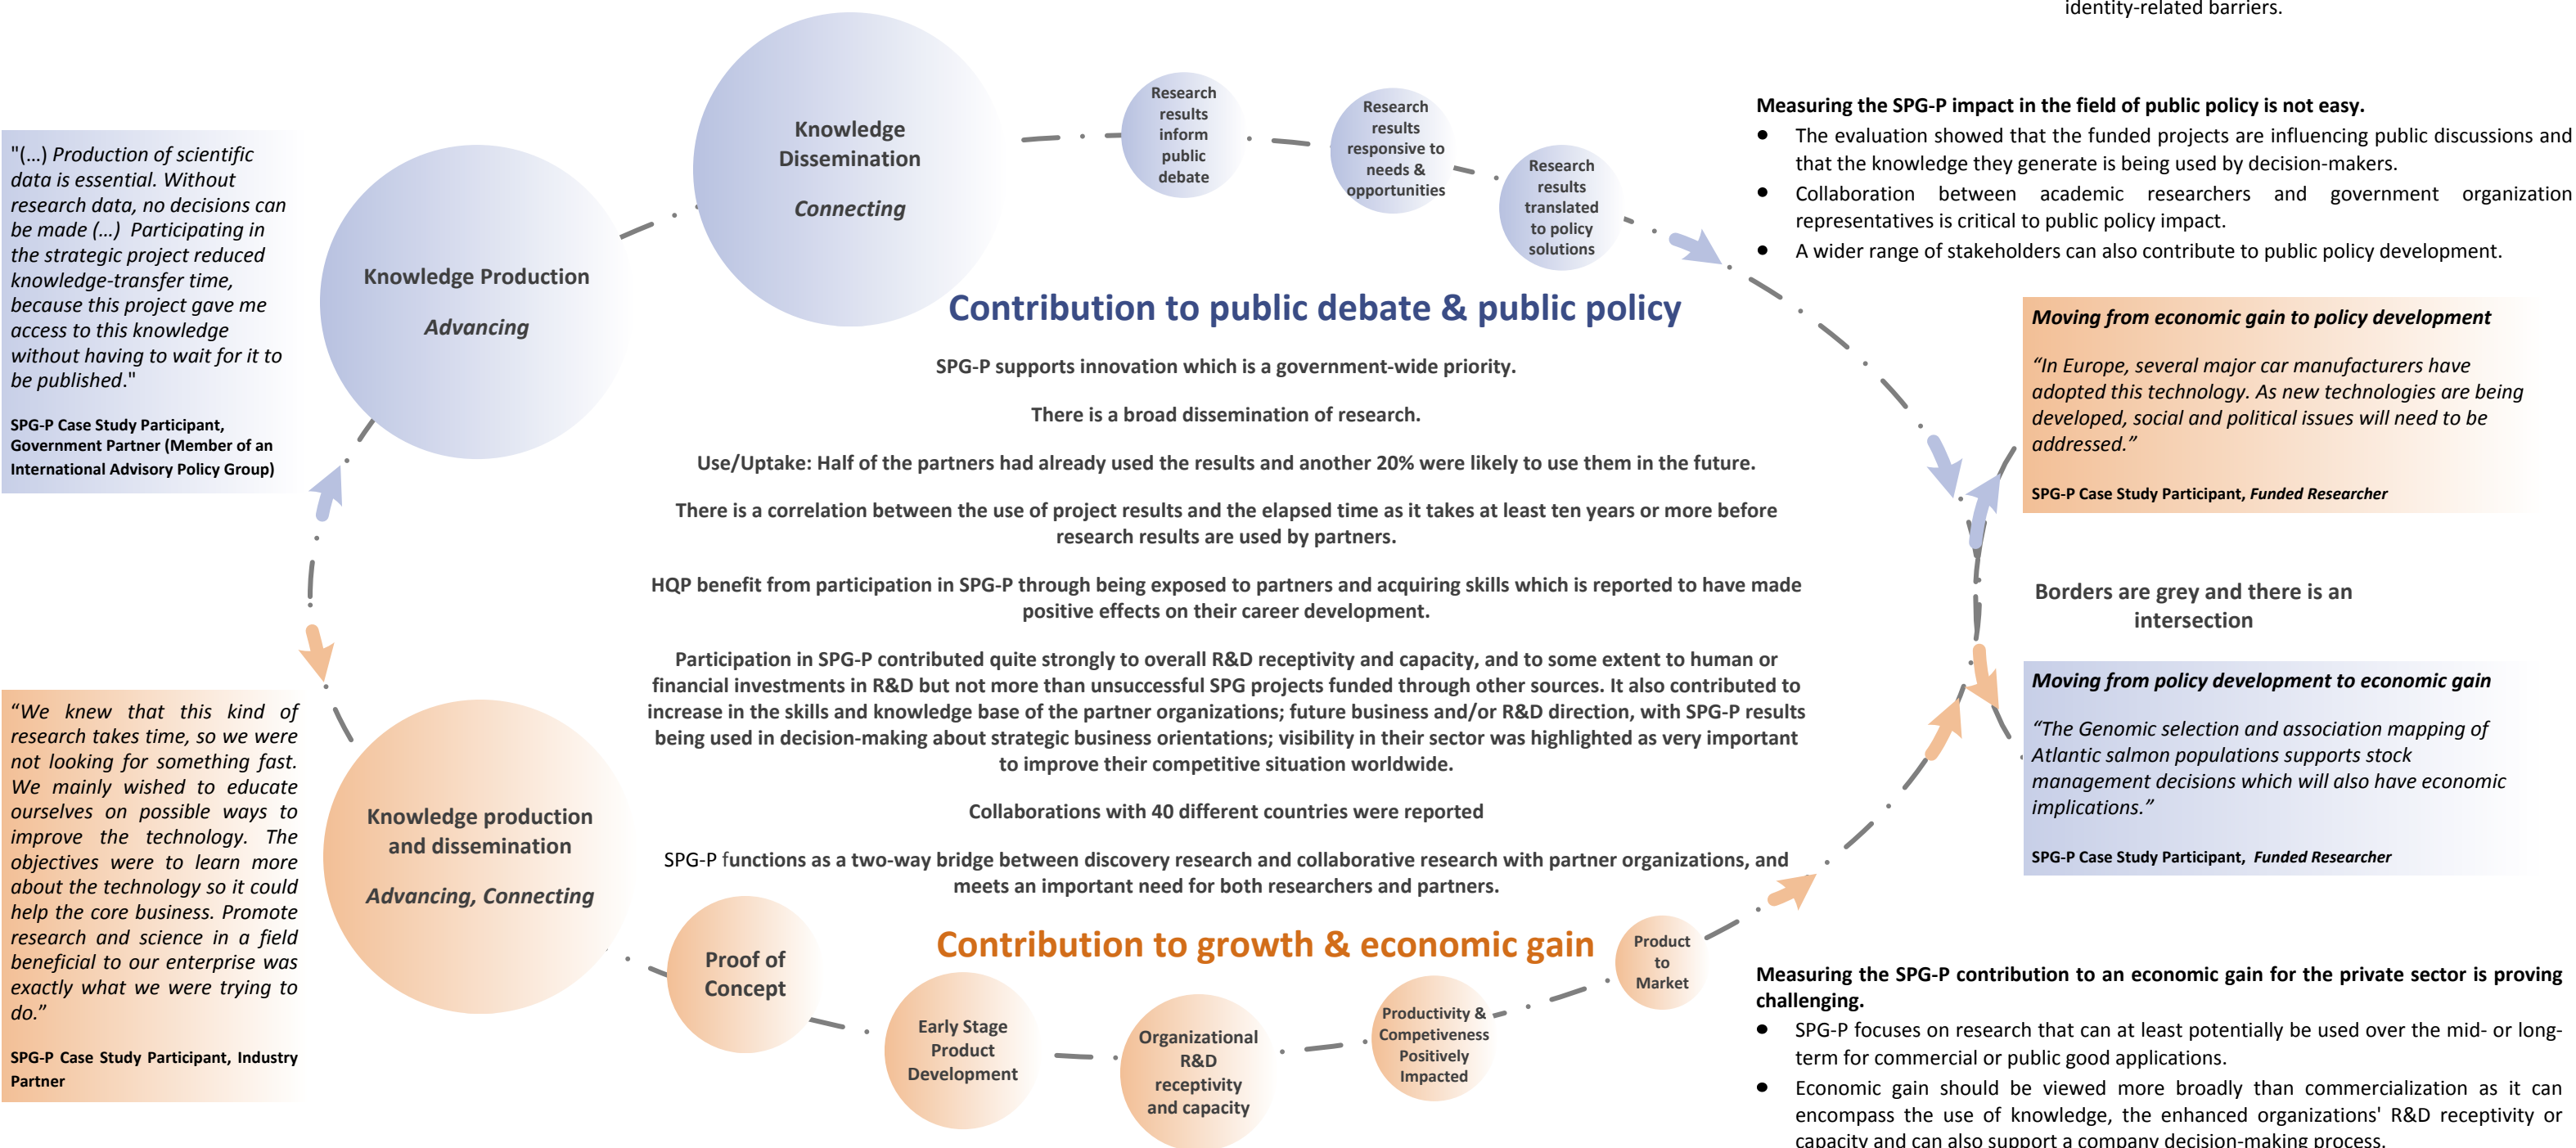 identity-related barriers.
Knowledge
Dissemination
Connecting
Research
results
inform
public
debate
Research
results
responsive to
needs &
opportunities
Research
results
translated
to policy
solutions
Measuring the SPG-P impact in the field of public policy is not easy.
● The evaluation showed that the funded projects are influencing public discussions and
that the knowledge they generate is being used by decision-makers.
● Collaboration between academic researchers and government organization
representatives is critical to public policy impact.
● A wider range of stakeholders can also contribute to public policy development.
"(…) Production of scientific
data is essential. Without
research data, no decisions can
be made (…) Participating in
the strategic project reduced
knowledge-transfer time,
because this project gave me
access to this knowledge
without having to wait for it to
be published."
SPG-P Case Study Participant,
Government Partner (Member of an
International Advisory Policy Group)
Knowledge Production
Advancing
Contribution to public debate & public policy
SPG-P supports innovation which is a government-wide priority.
There is a broad dissemination of research.
Use/Uptake: Half of the partners had already used the results and another 20% were likely to use them in the future.
There is a correlation between the use of project results and the elapsed time as it takes at least ten years or more before
research results are used by partners.
HQP benefit from participation in SPG-P through being exposed to partners and acquiring skills which is reported to have made
positive effects on their career development.
Participation in SPG-P contributed quite strongly to overall R&D receptivity and capacity, and to some extent to human or
financial investments in R&D but not more than unsuccessful SPG projects funded through other sources. It also contributed to
increase in the skills and knowledge base of the partner organizations; future business and/or R&D direction, with SPG-P results
being used in decision-making about strategic business orientations; visibility in their sector was highlighted as very important
to improve their competitive situation worldwide.
Collaborations with 40 different countries were reported
SPG-P functions as a two-way bridge between discovery research and collaborative research with partner organizations, and
meets an important need for both researchers and partners.
Moving from economic gain to policy development
“In Europe, several major car manufacturers have
adopted this technology. As new technologies are being
developed, social and political issues will need to be
addressed.”
SPG-P Case Study Participant, Funded Researcher
Borders are grey and there is an
intersection
Moving from policy development to economic gain
“The Genomic selection and association mapping of
Atlantic salmon populations supports stock
management decisions which will also have economic
implications.”
SPG-P Case Study Participant, Funded Researcher
“We knew that this kind of
research takes time, so we were
not looking for something fast.
We mainly wished to educate
ourselves on possible ways to
improve the technology. The
objectives were to learn more
about the technology so it could
help the core business. Promote
research and science in a field
beneficial to our enterprise was
exactly what we were trying to
do.”
SPG-P Case Study Participant, Industry
Partner
Knowledge production
and dissemination
Advancing, Connecting
Contribution to growth & economic gain
Proof of
Concept
Early Stage
Product
Development
Organizational
R&D
receptivity
and capacity
Productivity &
Competiveness
Positively
Impacted
Product
to
Market
Measuring the SPG-P contribution to an economic gain for the private sector is proving
challenging.
● SPG-P focuses on research that can at least potentially be used over the mid- or long-
term for commercial or public good applications.
● Economic gain should be viewed more broadly than commercialization as it can
encompass the use of knowledge, the enhanced organizations' R&D receptivity or
capacity and can also support a company decision-making process.